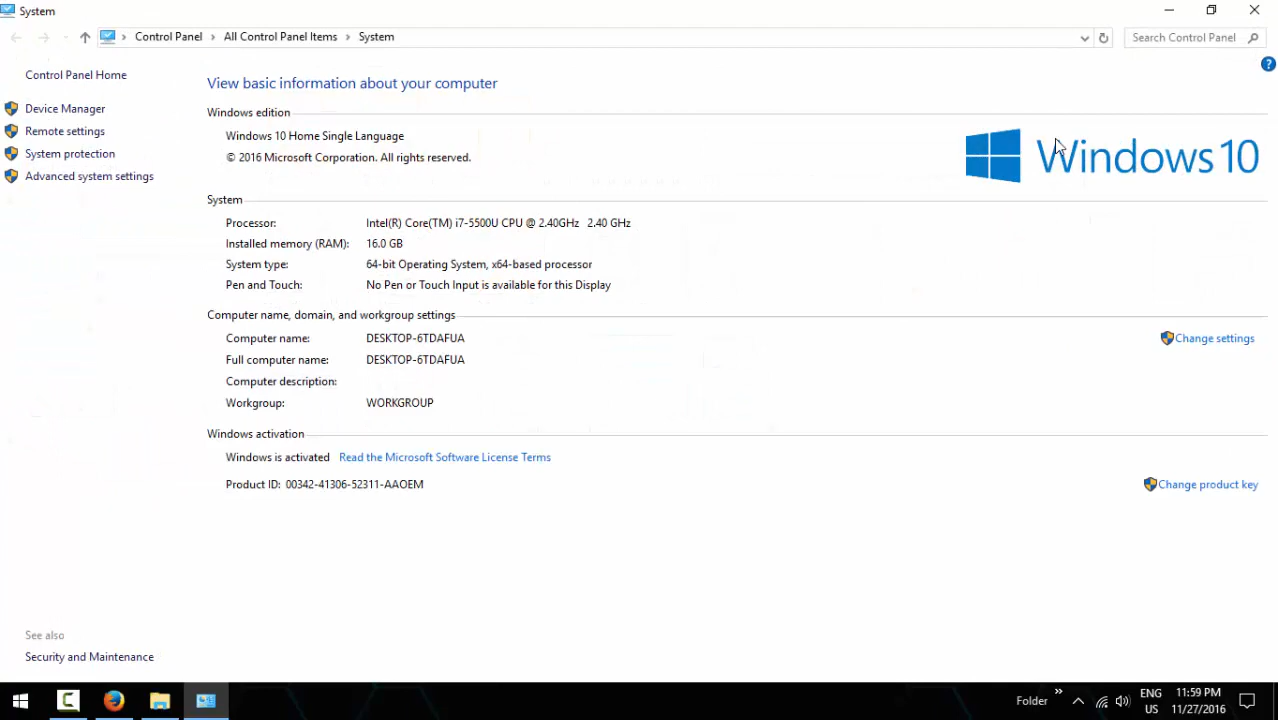 System
Control Panel > All Control Panel Items > System
Search Control Panel
?
Control Panel Home
Device Manager
Remote settings
System protection
Advanced system settings
View basic information about your computer
Windows edition
Windows 10 Home Single Language
© 2016 Microsoft Corporation. All rights reserved.
Windows 10
System
Processor: Intel(R) Core(TM) i7-5500U CPU @ 2.40GHz 2.40 GHz
Installed memory (RAM): 16.0 GB
System type: 64-bit Operating System, x64-based processor
Pen and Touch: No Pen or Touch Input is available for this Display
Computer name, domain, and workgroup settings
Computer name: DESKTOP-6TDAFUA
Change settings
Full computer name: DESKTOP-6TDAFUA
Computer description:
Workgroup: WORKGROUP
Windows activation
Windows is activated Read the Microsoft Software License Terms
Product ID: 00342-41306-52311-AAOEM
Change product key
See also
Security and Maintenance
C
Folder
ENG
US
11:59 PM
11/27/2016